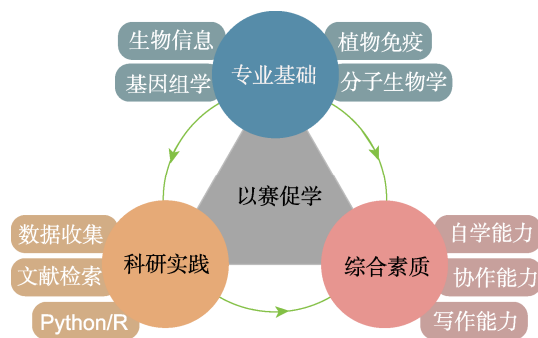 生物信息
植物免疫
专业基础
基因组学
分子生物学
以赛促学
数据收集
自学能力
科研实践
综合素质
文献检索
协作能力
Python/R
写作能力